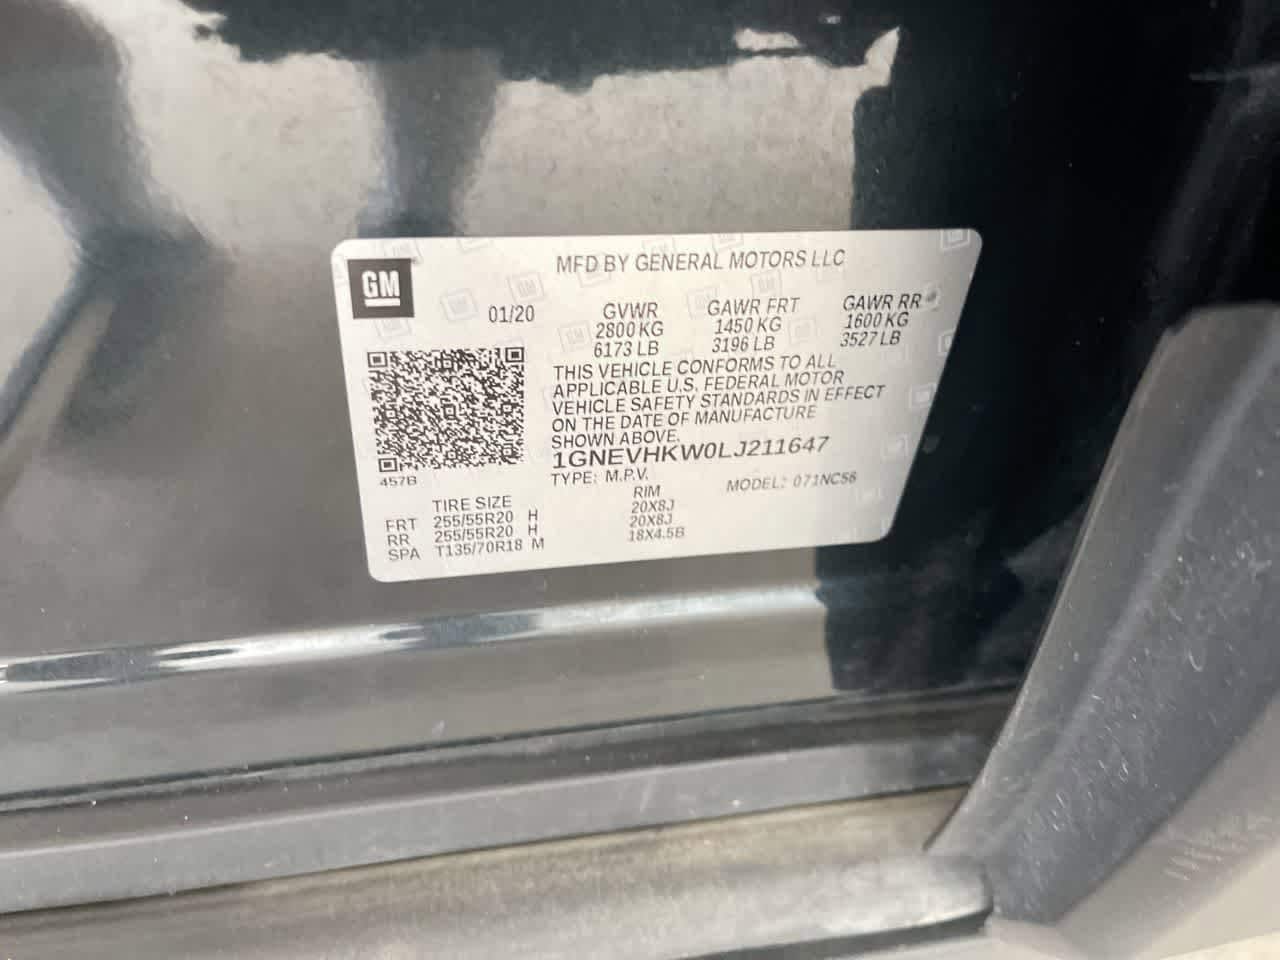 GM
MFD BY GENERAL MOTORS LLC
01/20
GVWR GAWR FRT GAWR RR
2800 KG 1450 KG 1600 KG
6173 LB 3196 LB 3527 LB
THIS VEHICLE CONFORMS TO ALL
APPLICABLE U.S. FEDERAL MOTOR
VEHICLE SAFETY STANDARDS IN EFFECT
ON THE DATE OF MANUFACTURE
SHOWN ABOVE.
1GNEVHKW0LJ211647
457B
TYPE: M.P.V. MODEL: 071NC56
TIRE SIZE RIM
FRT 255/55R20 H 20X8J
RR 255/55R20 H 20X8J
SPA T135/70R18 M 18X4.5B